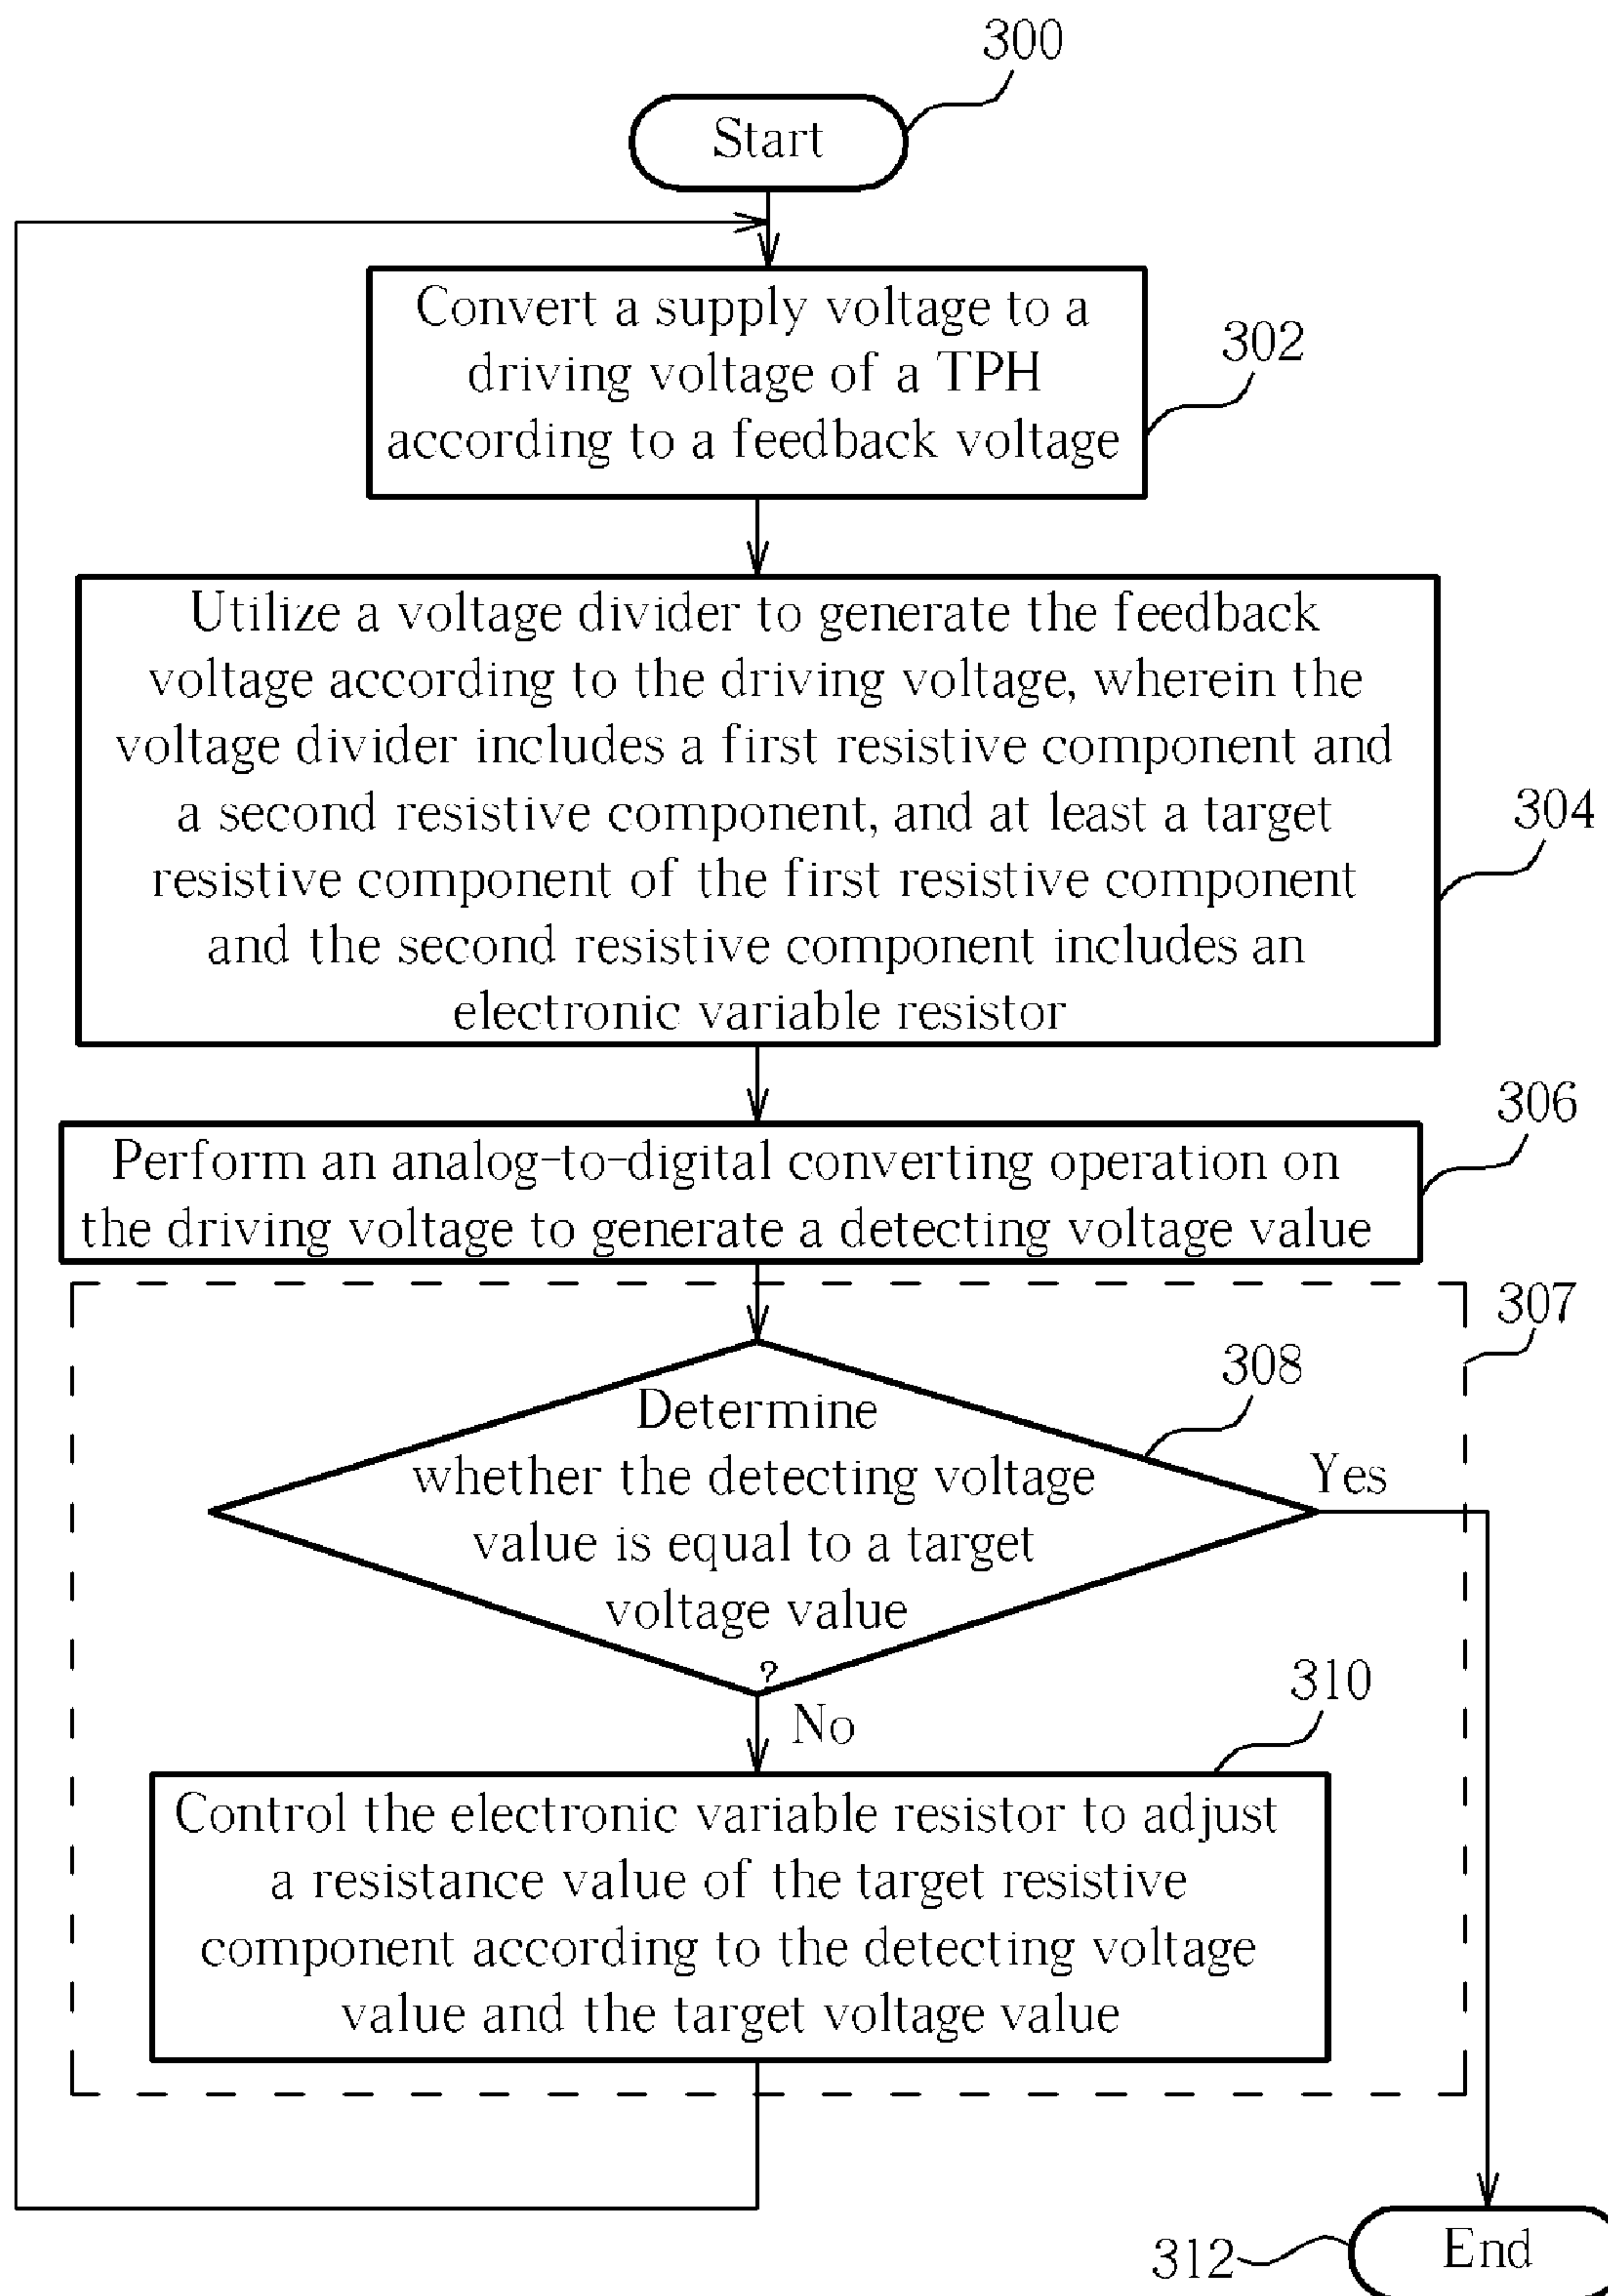 300
Start
Convert a supply voltage to a
driving voltage of a TPH
according to a feedback voltage
302
Utilize a voltage divider to generate the feedback
voltage according to the driving voltage, wherein the
voltage divider includes a first resistive component and
a second resistive component, and at least a target
resistive component of the first resistive component
and the second resistive component includes an
electronic variable resistor
304
306
Perform an analog-to-digital converting operation on
the driving voltage to generate a detecting voltage value
307
308
Determine
whether the detecting voltage
value is equal to a target
voltage value
?
Yes
No
310
Control the electronic variable resistor to adjust
a resistance value of the target resistive
component according to the detecting voltage
value and the target voltage value
312
End